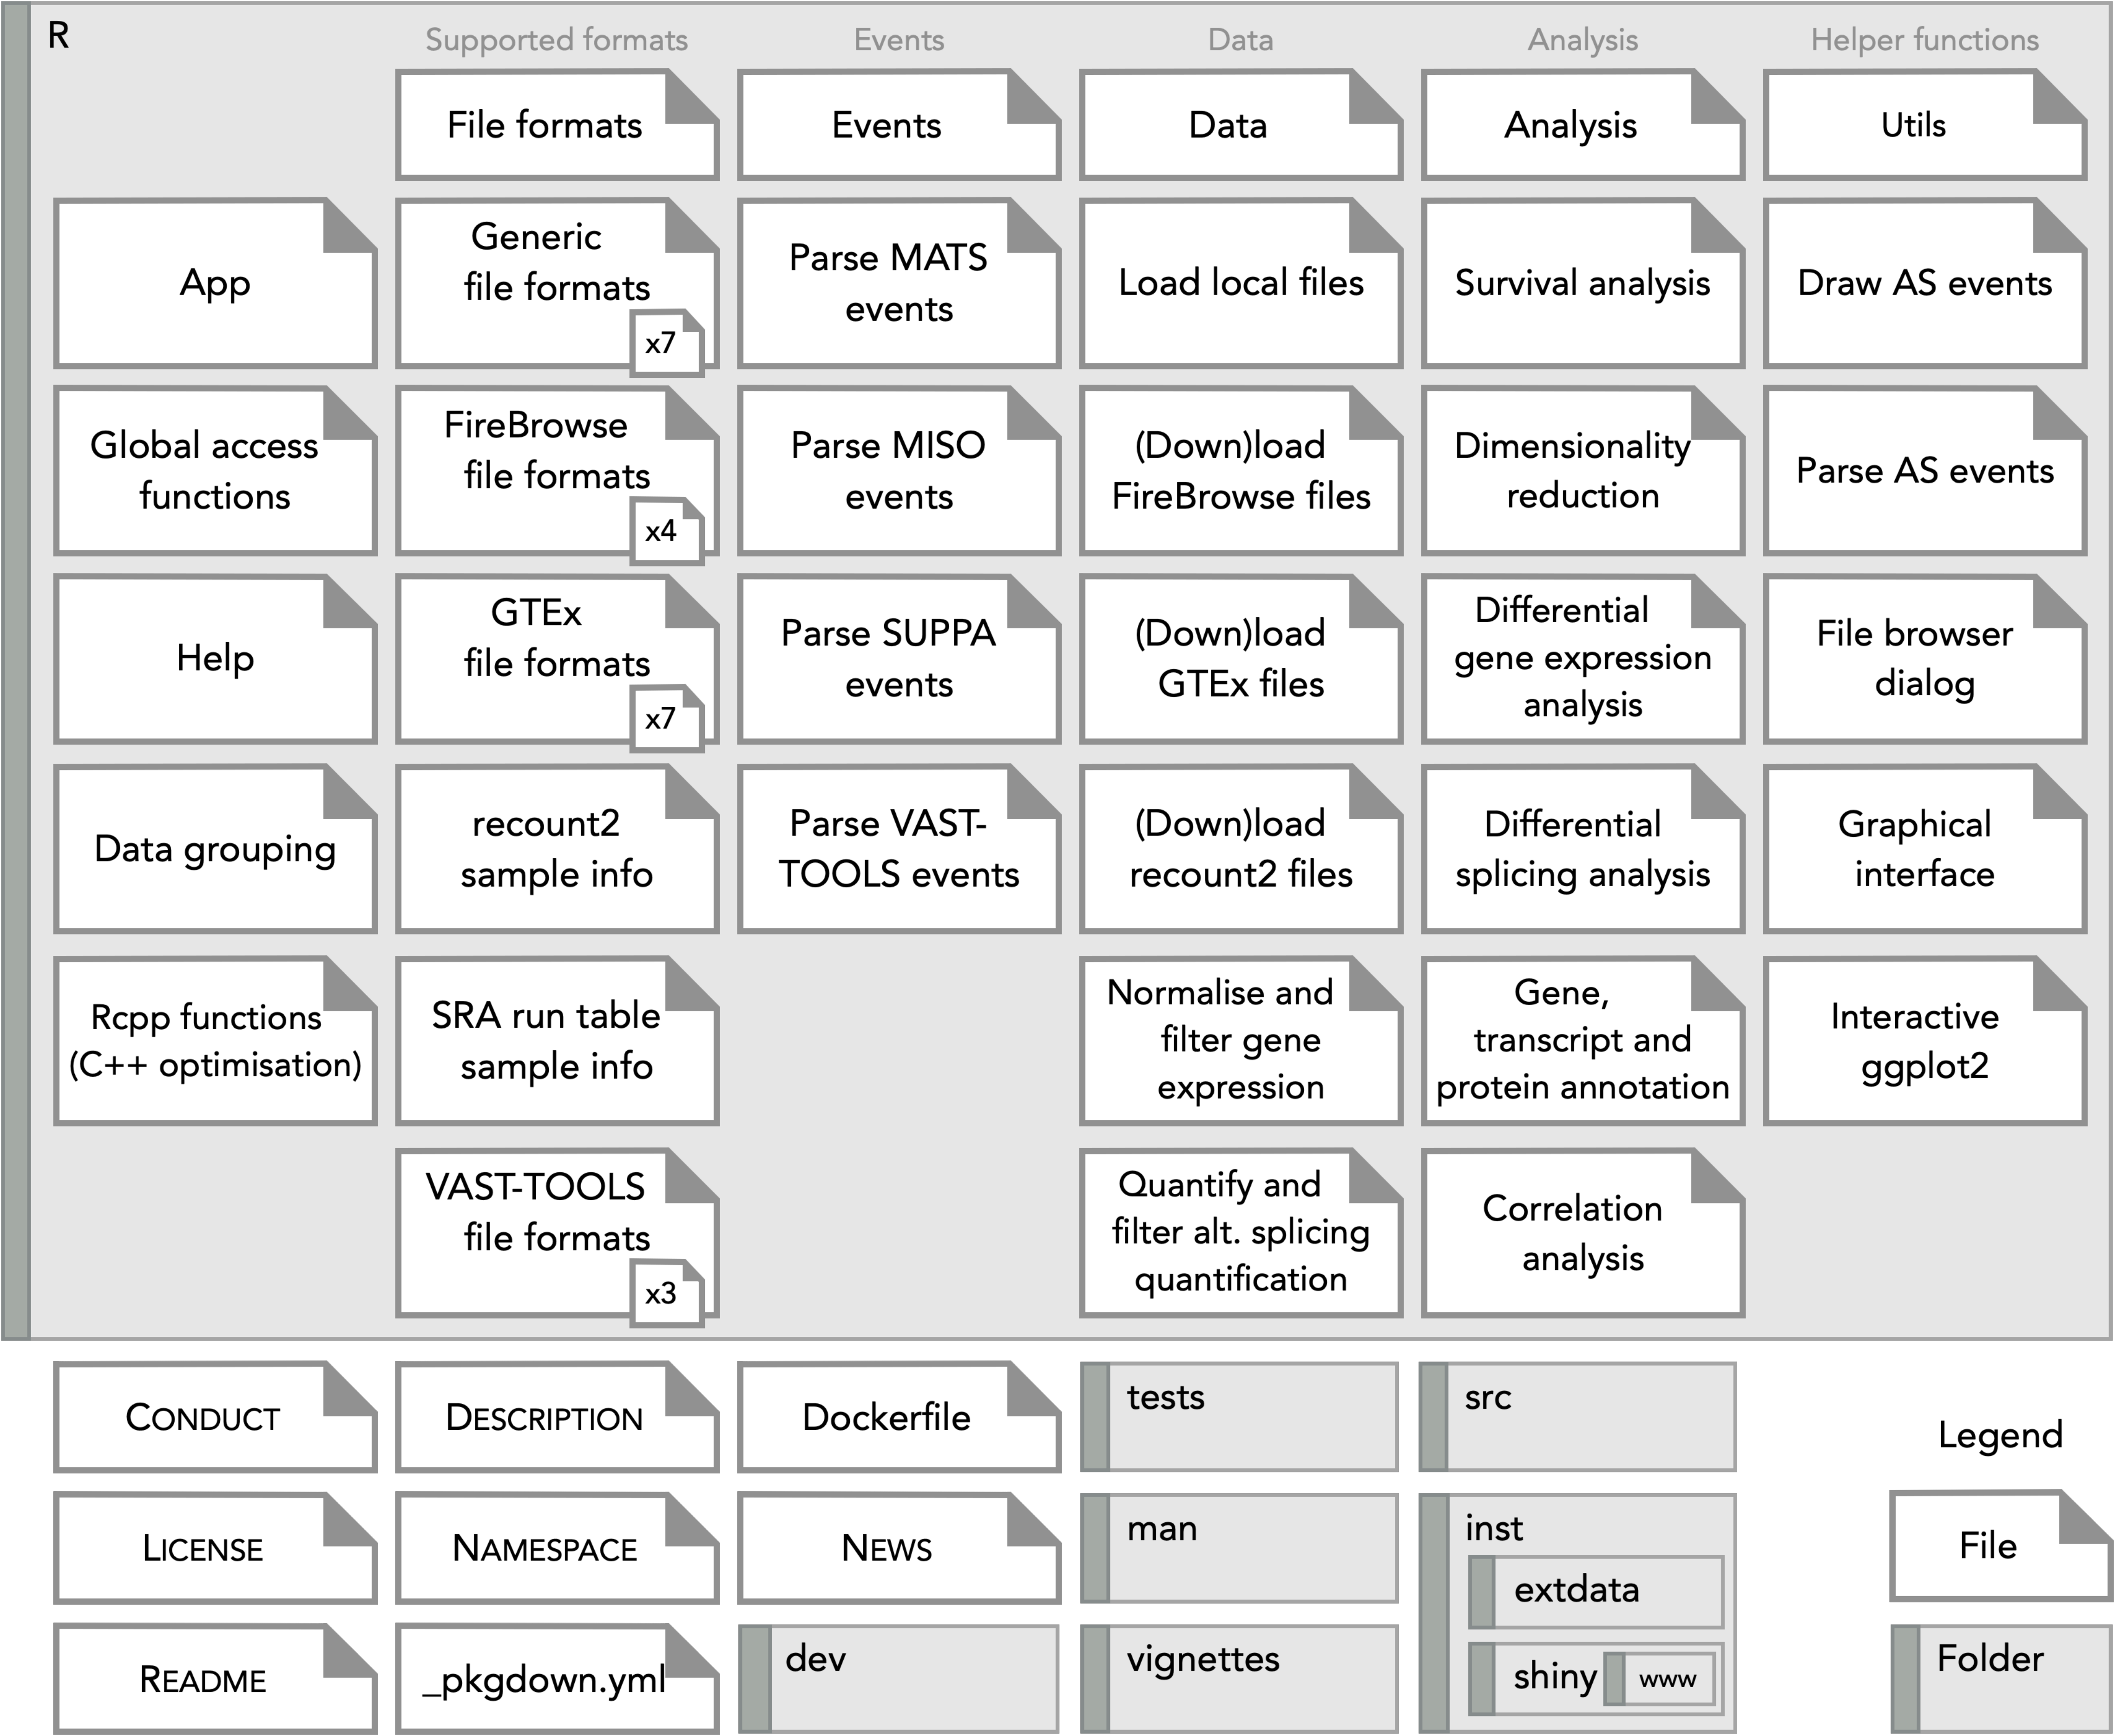 R
Supported formats
Events
Data
Analysis
Helper functions
File formats
Events
Data
Analysis
Utils
App
Generic
file formats
x7
Parse MATS
events
Load local files
Survival analysis
Draw AS events
Global access
functions
FireBrowse
file formats
x4
Parse MISO
events
(Down)load
FireBrowse files
Dimensionality
reduction
Parse AS events
Help
GTEx
file formats
x7
Parse SUPPA
events
(Down)load
GTEx files
Differential
gene expression
analysis
File browser
dialog
Data grouping
recount2
sample info
Parse VAST-
TOOLS events
(Down)load
recount2 files
Differential
splicing analysis
Graphical
interface
Rcpp functions
(C++ optimisation)
SRA run table
sample info
Normalise and
filter gene
expression
Gene,
transcript and
protein annotation
Interactive
ggplot2
VAST-TOOLS
file formats
x3
Quantify and
filter alt. splicing
quantification
Correlation
analysis
CONDUCT
DESCRIPTION
Dockerfile
tests
src
Legend
LICENSE
NAMESPACE
NEWS
man
inst
extdata
File
README
_pkgdown.yml
dev
vignettes
shiny
www
Folder